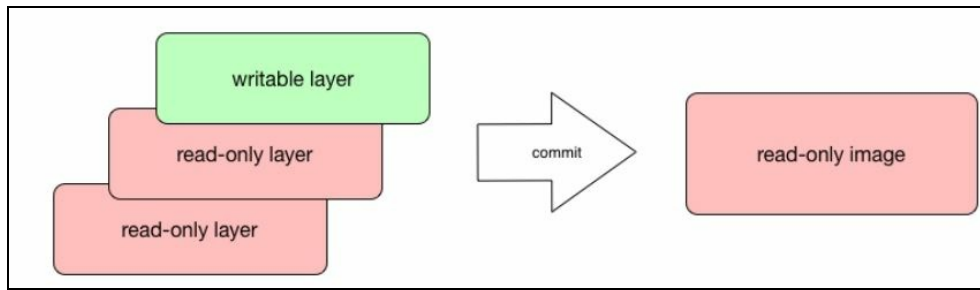 writable layer
read-only layer
read-only layer
commit
read-only image